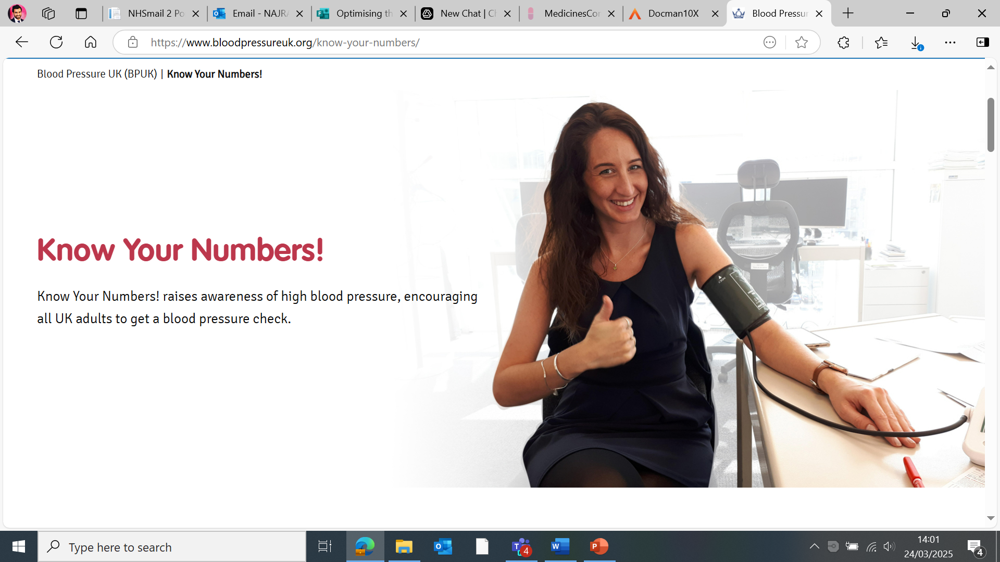 NHSmail 2 Po
Email - NAJRA
Optimising th
New Chat | Ch
MedicinesCor
Docman10X
Blood Pressur
https://www.bloodpressureuk.org/know-your-numbers/
Blood Pressure UK (BPUK) | Know Your Numbers!
Know Your Numbers!
Know Your Numbers! raises awareness of high blood pressure, encouraging
all UK adults to get a blood pressure check.
Type here to search
4
14:01
24/03/2025
4